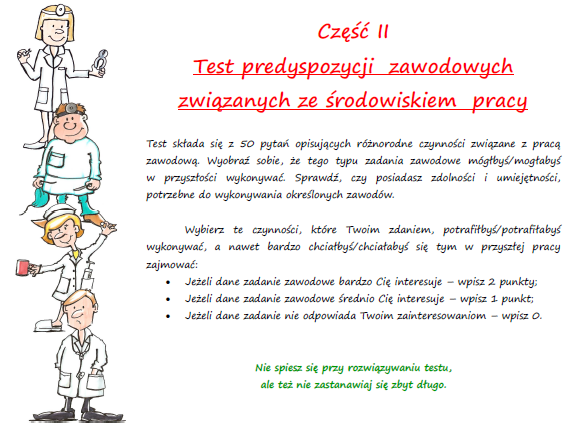 Część II
Test predyspozycji zawodowych
związanych ze środowiskiem pracy
Test składa się z 50 pytań opisujących różnorodne czynności związane z pracą
zawodową. Wyobraź sobie, że tego typu zadania zawodowe mógłbyś/mogłabyś
w przyszłości wykonywać. Sprawdź, czy posiadasz zdolności i umiejętności,
potrzebne do wykonywania określonych zawodów.
Wybierz te czynności, które Twoim zdaniem, potrafiłbyś/potrafiłabyś
wykonywać, a nawet bardzo chciałbyś/chciałabyś się tym w przyszłej pracy
zajmować:
• Jeżeli dane zadanie zawodowe bardzo Cię interesuje – wpisz 2 punkty;
• Jeżeli dane zadanie zawodowe średnio Cię interesuje – wpisz 1 punkt;
• Jeżeli dane zadanie nie odpowiada Twoim zainteresowaniom – wpisz 0.
Nie spiesz się przy rozwiązywaniu testu,
ale też nie zastanawiaj się zbyt długo.